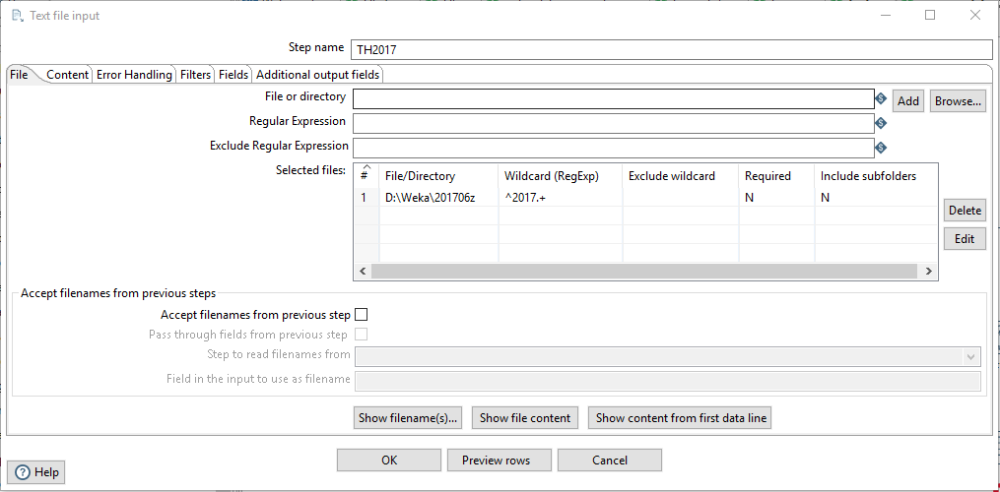 Text file input
Step name TH2017
File Content Error Handling Filters Fields Additional output fields
File or directory Add Browse...
Regular Expression
Exclude Regular Expression
Selected files: # File/Directory Wildcard (RegExp) Exclude wildcard Required Include subfolders
1 D:\Weka\201706z ^2017.+ N N
Delete
Edit
Accept filenames from previous steps
Accept filenames from previous step
Pass through fields from previous step
Step to read filenames from
Field in the input to use as filename
Show filename(s)... Show file content Show content from first data line
OK Preview rows Cancel
Help